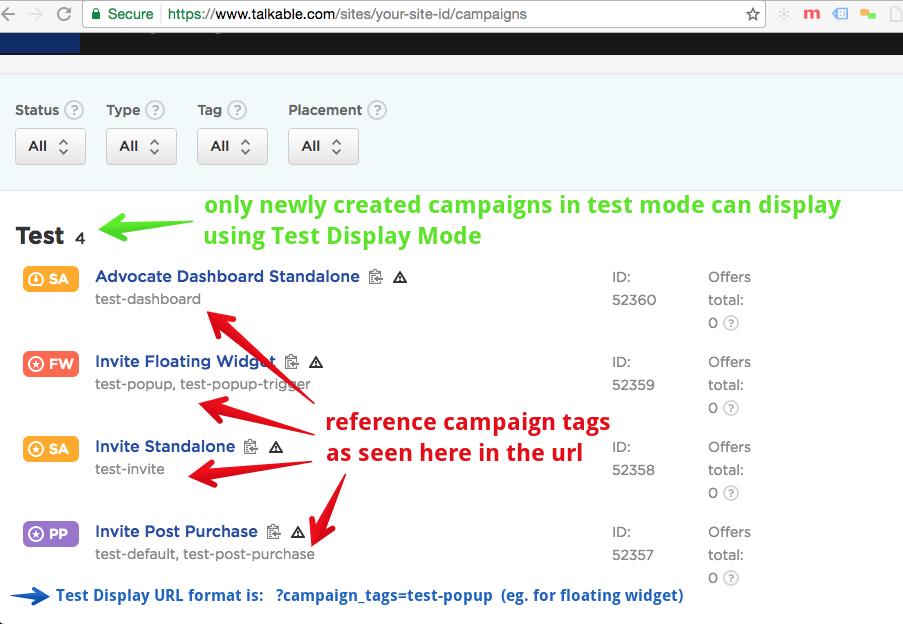 Secure https://www.talkable.com/sites/your-site-id/campaigns
m
Status ? Type ? Tag ? Placement ?
All All All All
only newly created campaigns in test mode can display
using Test Display Mode
Test 4
SA Advocate Dashboard Standalone ID: Offers
test-dashboard 52360 total:
0 ?
FW Invite Floating Widget ID: Offers
test-popup, test-popup-trigger 52359 total:
0 ?
reference campaign tags
as seen here in the url
SA Invite Standalone ID: Offers
test-invite 52358 total:
0 ?
PP Invite Post Purchase ID: Offers
test-default, test-post-purchase 52357 total:
0 ?
Test Display URL format is: ?campaign_tags=test-popup (eg. for floating widget)